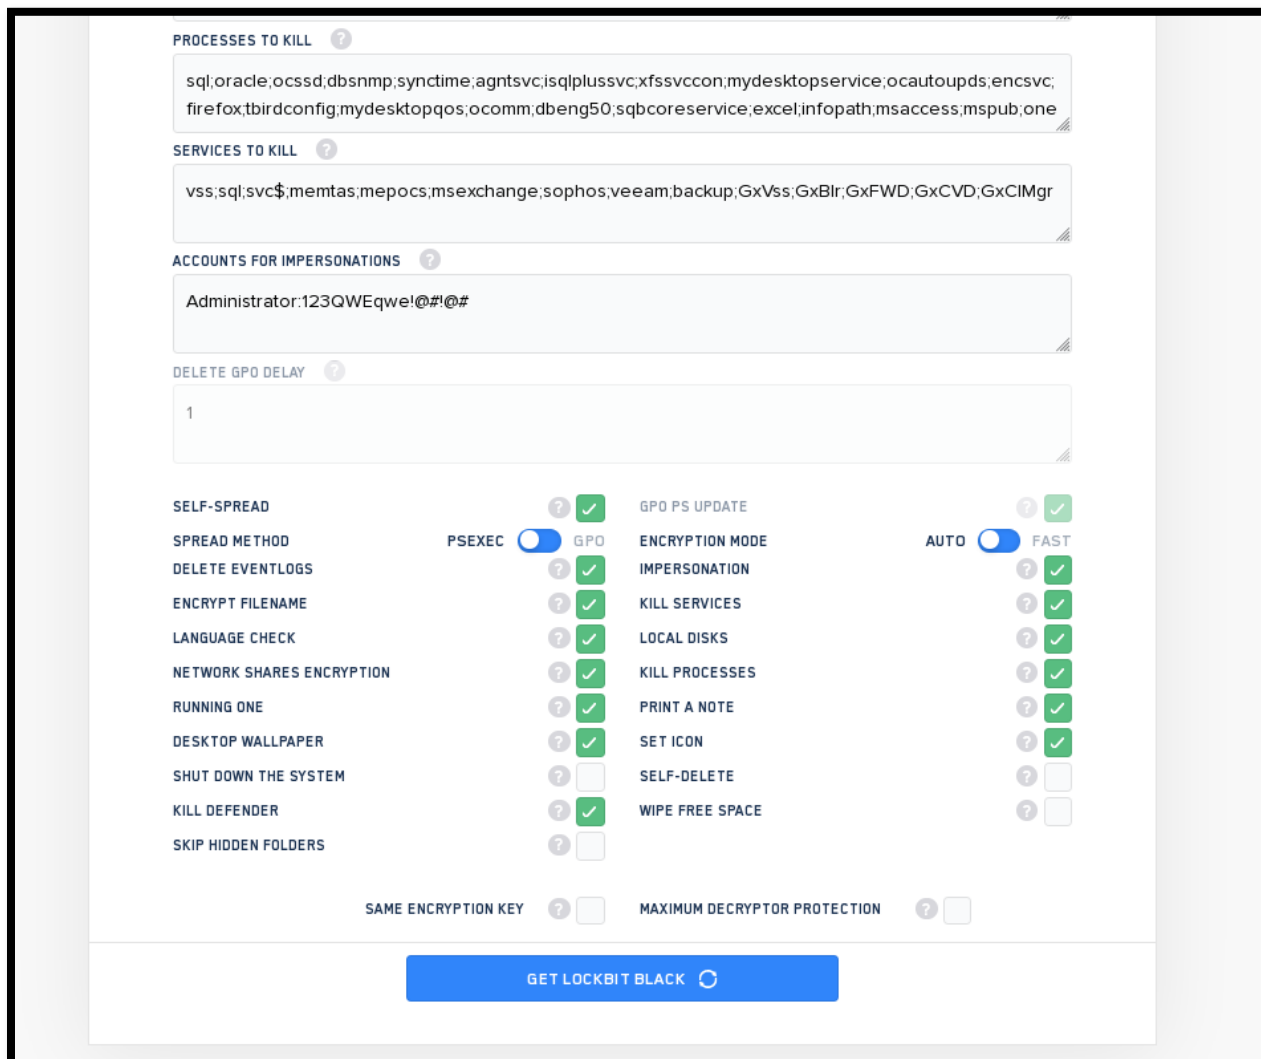 PROCESSES TO KILL ?
sql;oracle;ocssd;dbsnmp;synctime;agntsvc;isqlplussvc;xfssvccon;mydesktopservice;ocautoupds;encsvc;
firefox;tbirdconfig;mydesktopqos;ocomm;dbeng50;sqbcoreservice;excel;infopath;msaccess;mspub;one
SERVICES TO KILL ?
vss;sql;svc$;memtas;mepocs;msexchange;sophos;veeam;backup;GxVss;GxBlr;GxFWD;GxCVD;GxCIMgr
ACCOUNTS FOR IMPERSONATIONS ?
Administrator:123QWEqwe!@#!@#
DELETE GPO DELAY ?
1
SELF-SPREAD ? GPO PS UPDATE ?
SPREAD METHOD PSEXEC GPO ENCRYPTION MODE AUTO FAST
DELETE EVENTLOGS ? IMPERSONATION ?
ENCRYPT FILENAME ? KILL SERVICES ?
LANGUAGE CHECK ? LOCAL DISKS ?
NETWORK SHARES ENCRYPTION ? KILL PROCESSES ?
RUNNING ONE ? PRINT A NOTE ?
DESKTOP WALLPAPER ? SET ICON ?
SHUT DOWN THE SYSTEM ? SELF-DELETE ?
KILL DEFENDER ? WIPE FREE SPACE ?
SKIP HIDDEN FOLDERS ?
SAME ENCRYPTION KEY ? MAXIMUM DECRYPTOR PROTECTION ?
GET LOCKBIT BLACK